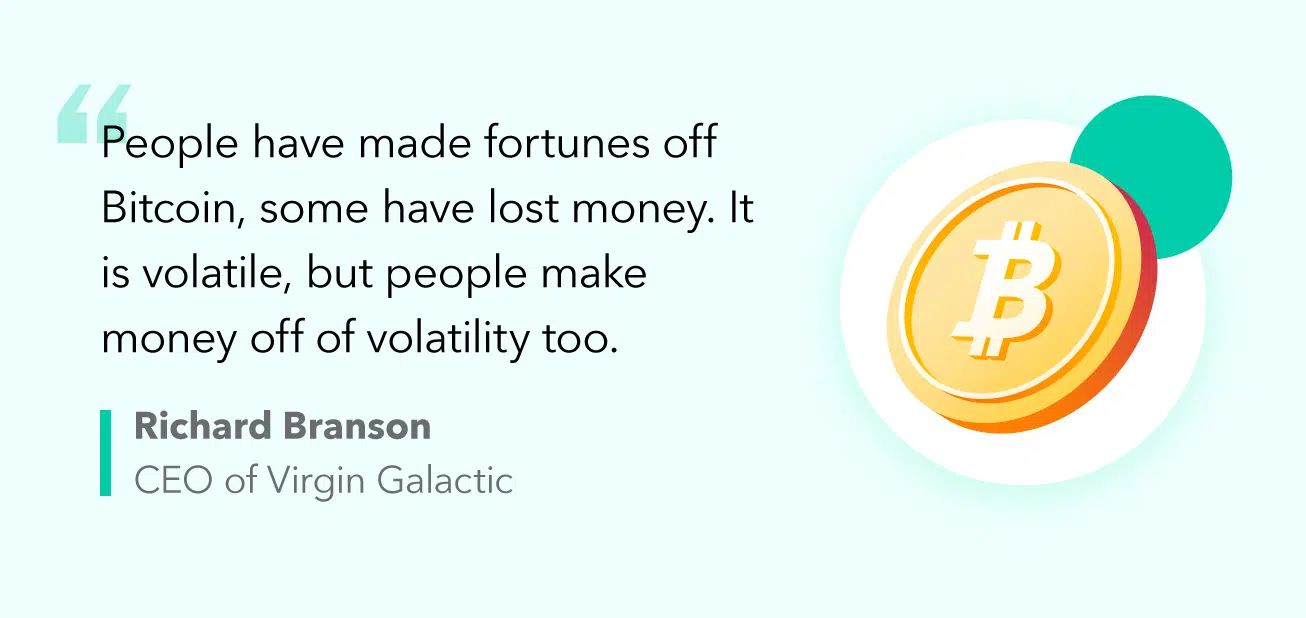 “People have made fortunes off
Bitcoin, some have lost money. It
is volatile, but people make
money off of volatility too.
Richard Branson
CEO of Virgin Galactic